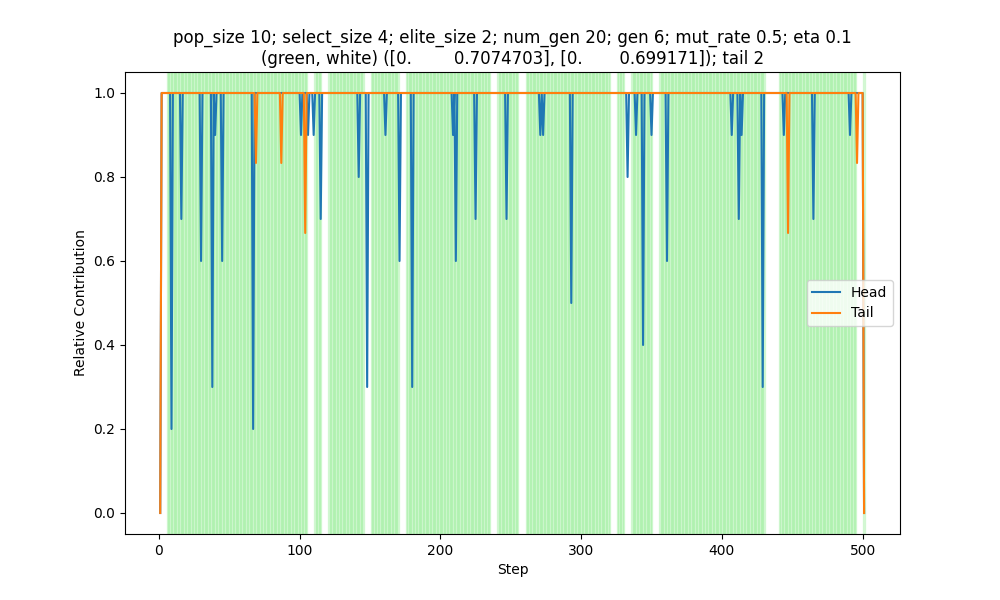 pop_size 10; select_size 4; elite_size 2; num_gen 20; gen 6; mut_rate 0.5; eta 0.1
(green, white) ([0.         0.7074703], [0.        0.699171]); tail 2
1.0
0.8
0.6
0.4
0.2
0.0
Relative Contribution
Head
Tail
0
100
200
300
400
500
Step